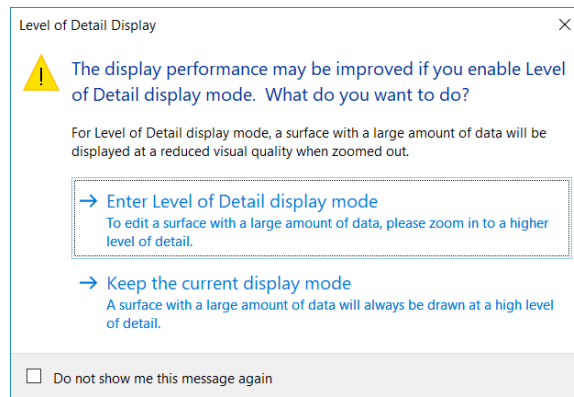 Level of Detail Display
The display performance may be improved if you enable Level
of Detail display mode.  What do you want to do?
For Level of Detail display mode, a surface with a large amount of data will be
displayed at a reduced visual quality when zoomed out.
Enter Level of Detail display mode
To edit a surface with a large amount of data, please zoom in to a higher
level of detail.
Keep the current display mode
A surface with a large amount of data will always be drawn at a high level
of detail.
Do not show me this message again